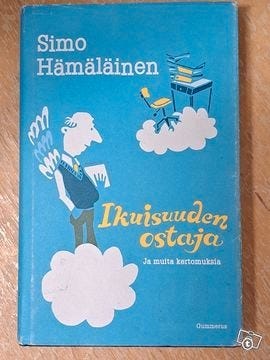 Simo
Hämäläinen
Ikuisuuden
ostaja
Ja muita kertomuksia
Gummerus